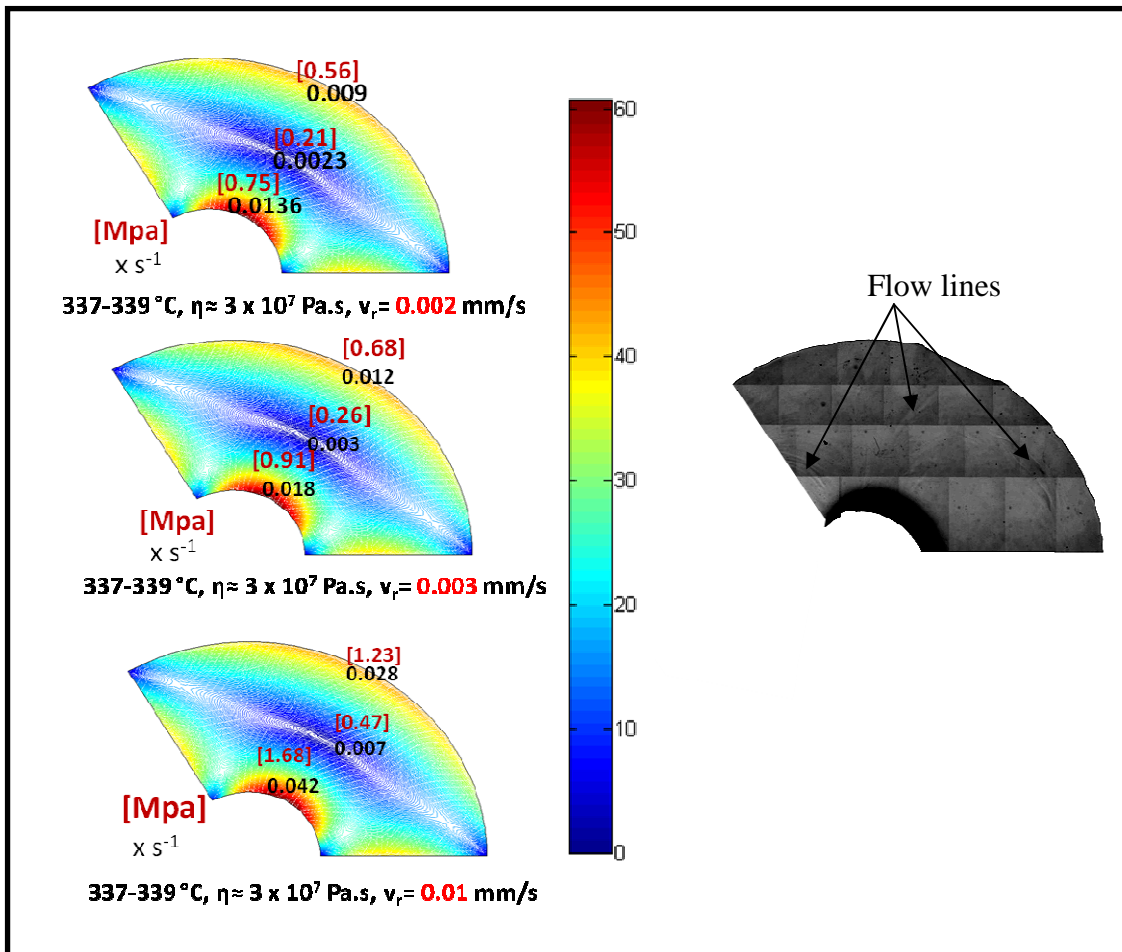 [0.56]
0.009
[0.21]
0.0023
[0.75]
0.0136
[Mpa]
x s⁻¹
337-339 °C, η≈ 3 x 10⁷ Pa.s, vᵣ= 0.002 mm/s
[0.68]
0.012
[0.26]
0.003
[0.91]
0.018
[Mpa]
x s⁻¹
337-339 °C, η≈ 3 x 10⁷ Pa.s, vᵣ= 0.003 mm/s
[1.23]
0.028
[0.47]
0.007
[1.68]
0.042
[Mpa]
x s⁻¹
337-339 °C, η≈ 3 x 10⁷ Pa.s, vᵣ= 0.01 mm/s
60
50
40
30
20
10
0
Flow lines